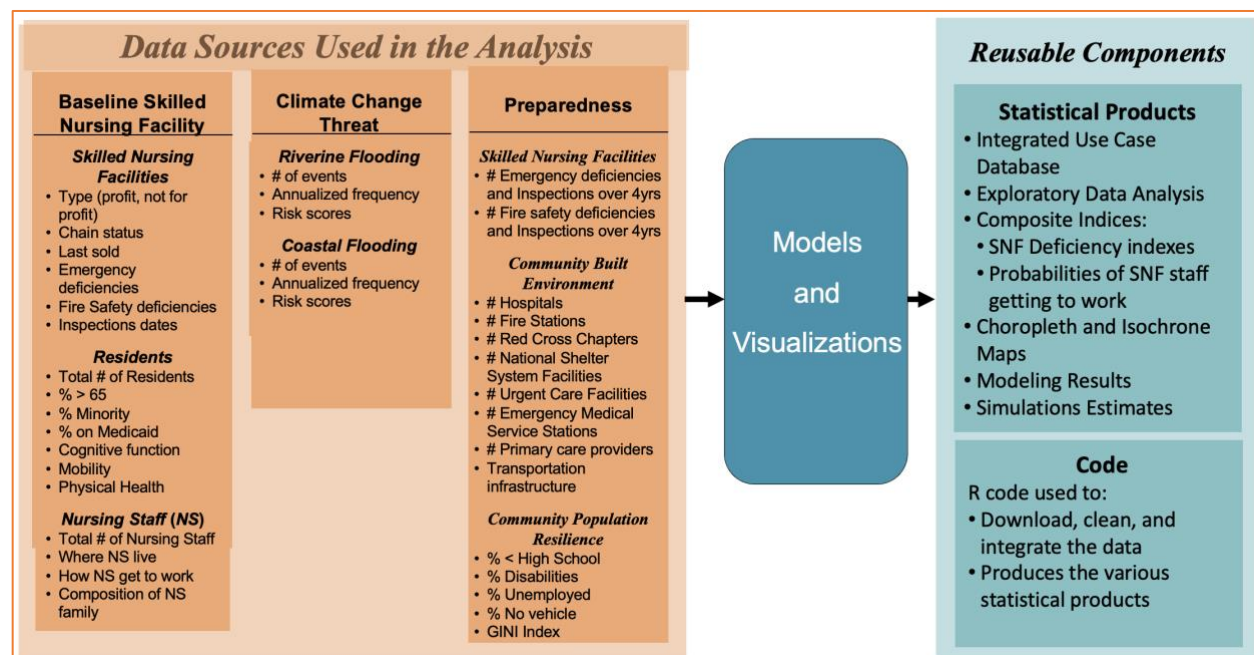 Data Sources Used in the Analysis
Baseline Skilled
Nursing Facility
Skilled Nursing
Facilities
• Type (profit, not for
profit)
• Chain status
• Last sold
• Emergency
deficiencies
• Fire Safety deficiencies
• Inspections dates
Residents
• Total # of Residents
• % > 65
• % Minority
• % on Medicaid
• Cognitive function
• Mobility
• Physical Health
Nursing Staff (NS)
• Total # of Nursing Staff
• Where NS live
• How NS get to work
• Composition of NS
family
Climate Change
Threat
Riverine Flooding
• # of events
• Annualized frequency
• Risk scores
Coastal Flooding
• # of events
• Annualized frequency
• Risk scores
Preparedness
Skilled Nursing Facilities
• # Emergency deficiencies
and Inspections over 4yrs
• # Fire safety deficiencies
and Inspections over 4yrs
Community Built
Environment
• # Hospitals
• # Fire Stations
• # Red Cross Chapters
• # National Shelter
System Facilities
• # Urgent Care Facilities
• # Emergency Medical
Service Stations
• # Primary care providers
• Transportation
infrastructure
Community Population
Resilience
• % < High School
• % Disabilities
• % Unemployed
• % No vehicle
• GINI Index
Models
and
Visualizations
Reusable Components
Statistical Products
• Integrated Use Case
Database
• Exploratory Data Analysis
• Composite Indices:
• SNF Deficiency indexes
• Probabilities of SNF staff
getting to work
• Choropleth and Isochrone
Maps
• Modeling Results
• Simulations Estimates
Code
R code used to:
• Download, clean, and
integrate the data
• Produces the various
statistical products